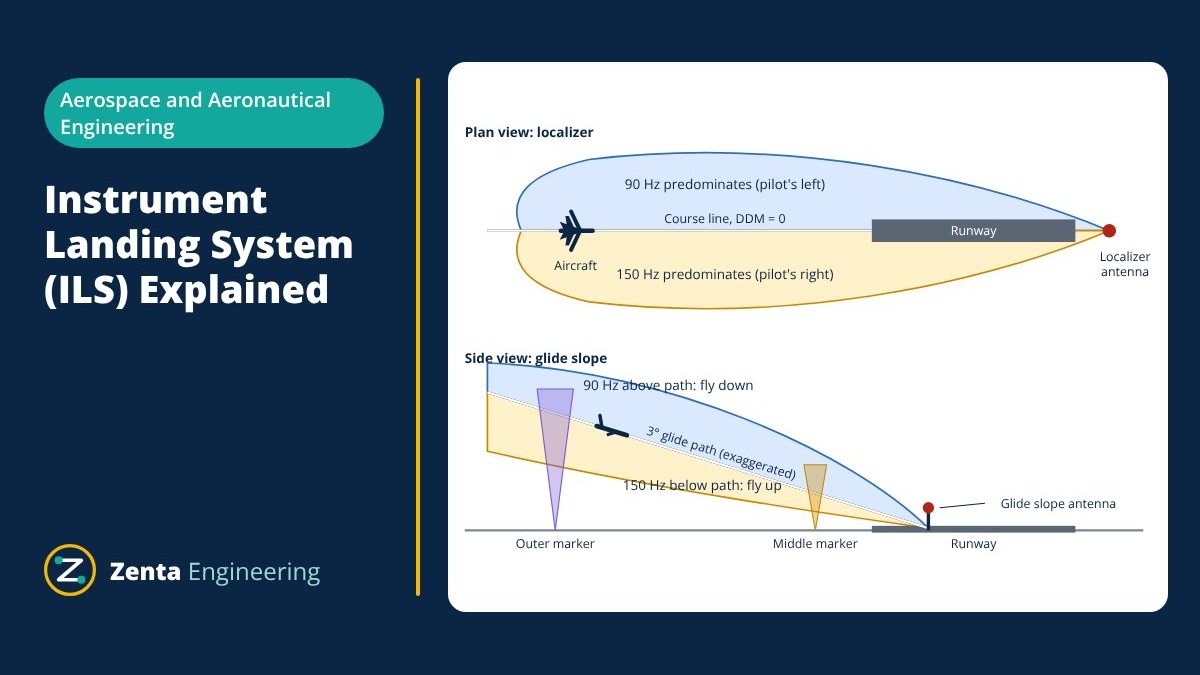 Aerospace and Aeronautical
Engineering
Instrument
Landing System
(ILS) Explained
Zenta Engineering
Plan view: localizer
90 Hz predominates (pilot's left)
Course line, DDM = 0
Runway
Aircraft
150 Hz predominates (pilot's right)
Localizer
antenna
Side view: glide slope
90 Hz above path: fly down
3° glide path (exaggerated)
150 Hz below path: fly up
Glide slope antenna
Outer marker
Middle marker
Runway